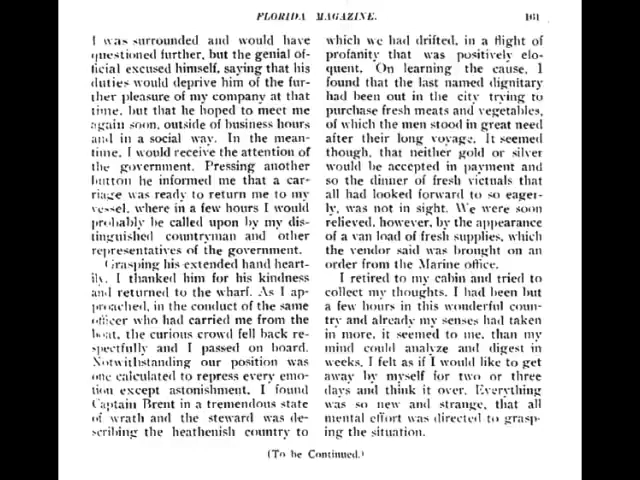 FLORIDA MAGAZINE. 161
I was surrounded and would have
questioned further, but the genial of-
ficial excused himself, saying that his
duties would deprive him of the fur-
ther pleasure of my company at that
time, but that he hoped to meet me
again soon, outside of business hours
and in a social way. In the mean-
time, I would receive the attention of
the government. Pressing another
button he informed me that a car-
riage was ready to return me to my
vessel, where in a few hours I would
probably be called upon by my dis-
tinguished countryman and other
representatives of the government.
Grasping his extended hand heart-
ily, I thanked him for his kindness
and returned to the wharf. As I ap-
proached, in the conduct of the same
officer who had carried me from the
boat, the curious crowd fell back re-
spectfully and I passed on board.
Notwithstanding our position was
one calculated to repress every emo-
tion except astonishment, I found
Captain Brent in a tremendous state
of wrath and the steward was de-
scribing the heathenish country to
which we had drifted, in a flight of
profanity that was positively elo-
quent. On learning the cause, I
found that the last named dignitary
had been out in the city trying to
purchase fresh meats and vegetables,
of which the men stood in great need
after their long voyage. It seemed
though, that neither gold or silver
would be accepted in payment and
so the dinner of fresh victuals that
all had looked forward to so eager-
ly, was not in sight. We were soon
relieved, however, by the appearance
of a van load of fresh supplies, which
the vendor said was brought on an
order from the Marine office.
I retired to my cabin and tried to
collect my thoughts. I had been but
a few hours in this wonderful coun-
try and already my senses had taken
in more, it seemed to me, than my
mind could analyze and digest in
weeks. I felt as if I would like to get
away by myself for two or three
days and think it over. Everything
was so new and strange, that all
mental effort was directed to grasp-
ing the situation.
(To be Continued.)